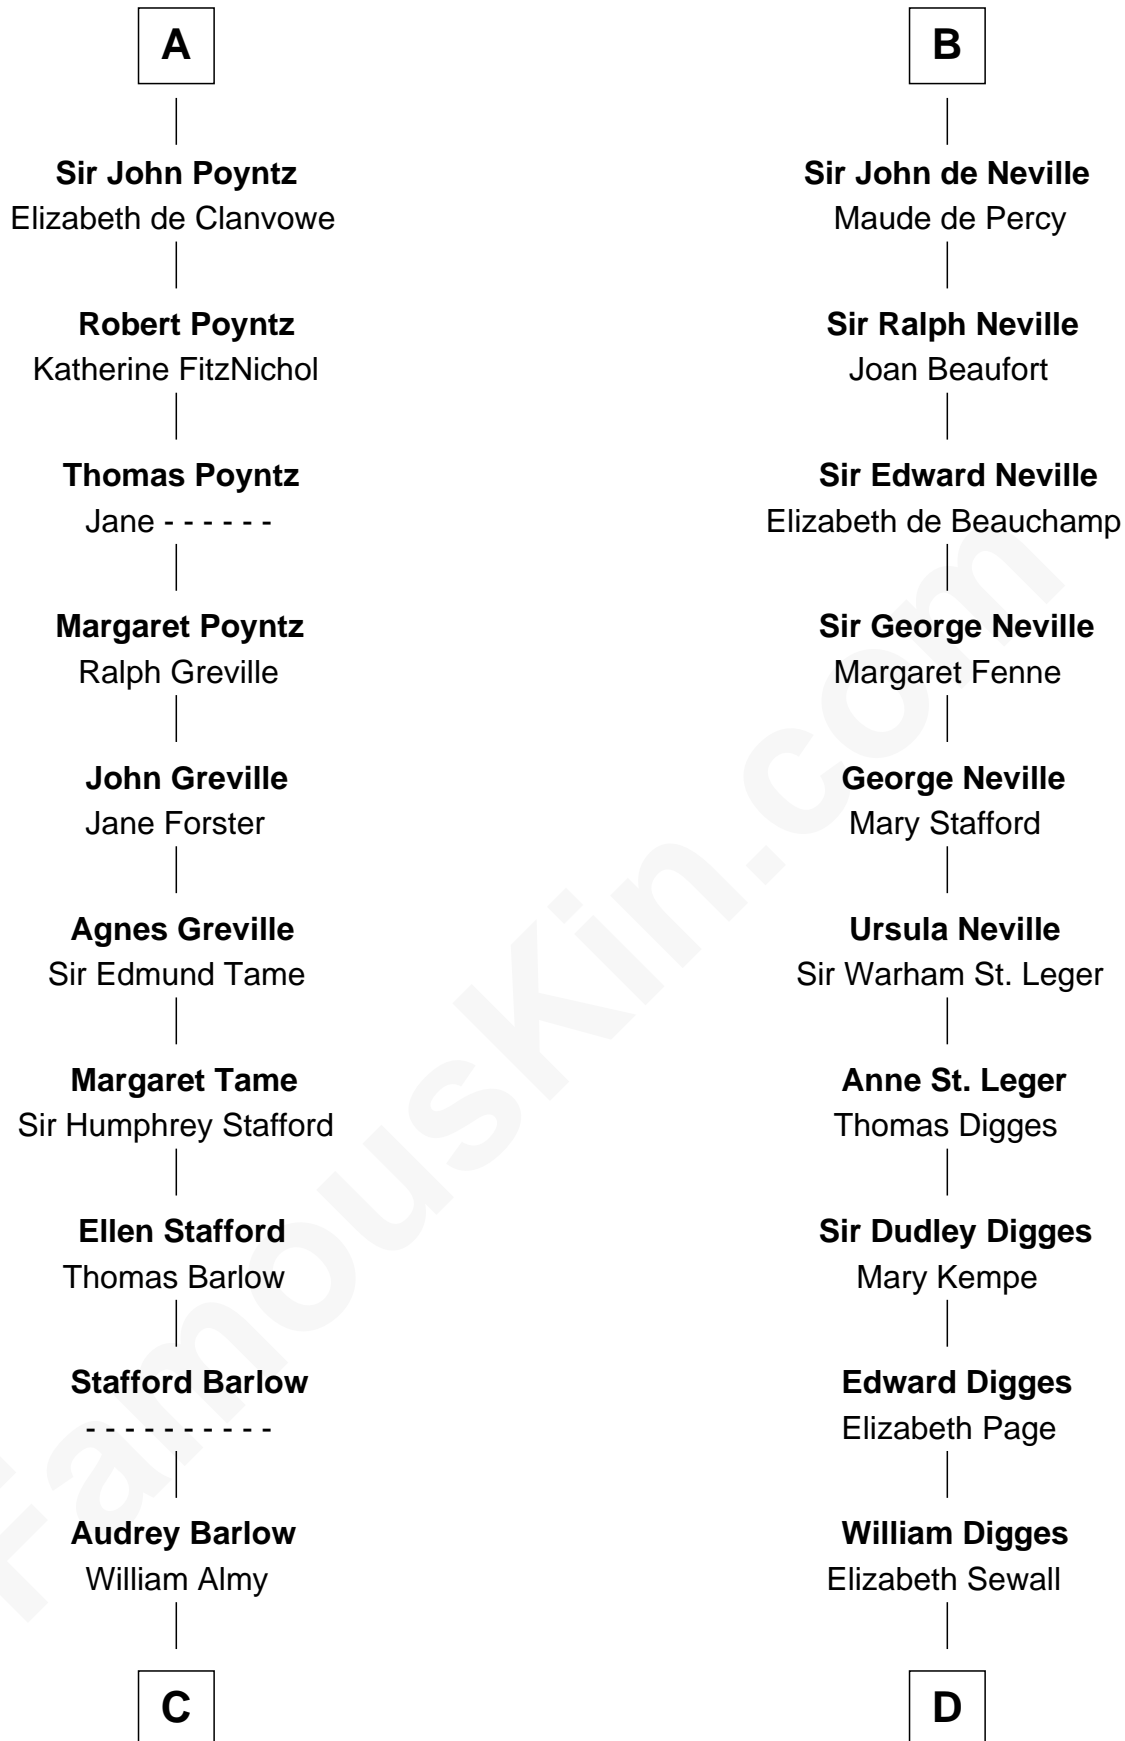 A
Sir John Poyntz
Elizabeth de Clanvowe
Robert Poyntz
Katherine FitzNichol
Thomas Poyntz
Jane - - - - - -
Margaret Poyntz
Ralph Greville
John Greville
Jane Forster
Agnes Greville
Sir Edmund Tame
Margaret Tame
Sir Humphrey Stafford
Ellen Stafford
Thomas Barlow
Stafford Barlow
- - - - - - - - - -
Audrey Barlow
William Almy
C
B
Sir John de Neville
Maude de Percy
Sir Ralph Neville
Joan Beaufort
Sir Edward Neville
Elizabeth de Beauchamp
Sir George Neville
Margaret Fenne
George Neville
Mary Stafford
Ursula Neville
Sir Warham St. Leger
Anne St. Leger
Thomas Digges
Sir Dudley Digges
Mary Kempe
Edward Digges
Elizabeth Page
William Digges
Elizabeth Sewall
D
FamousKin.com